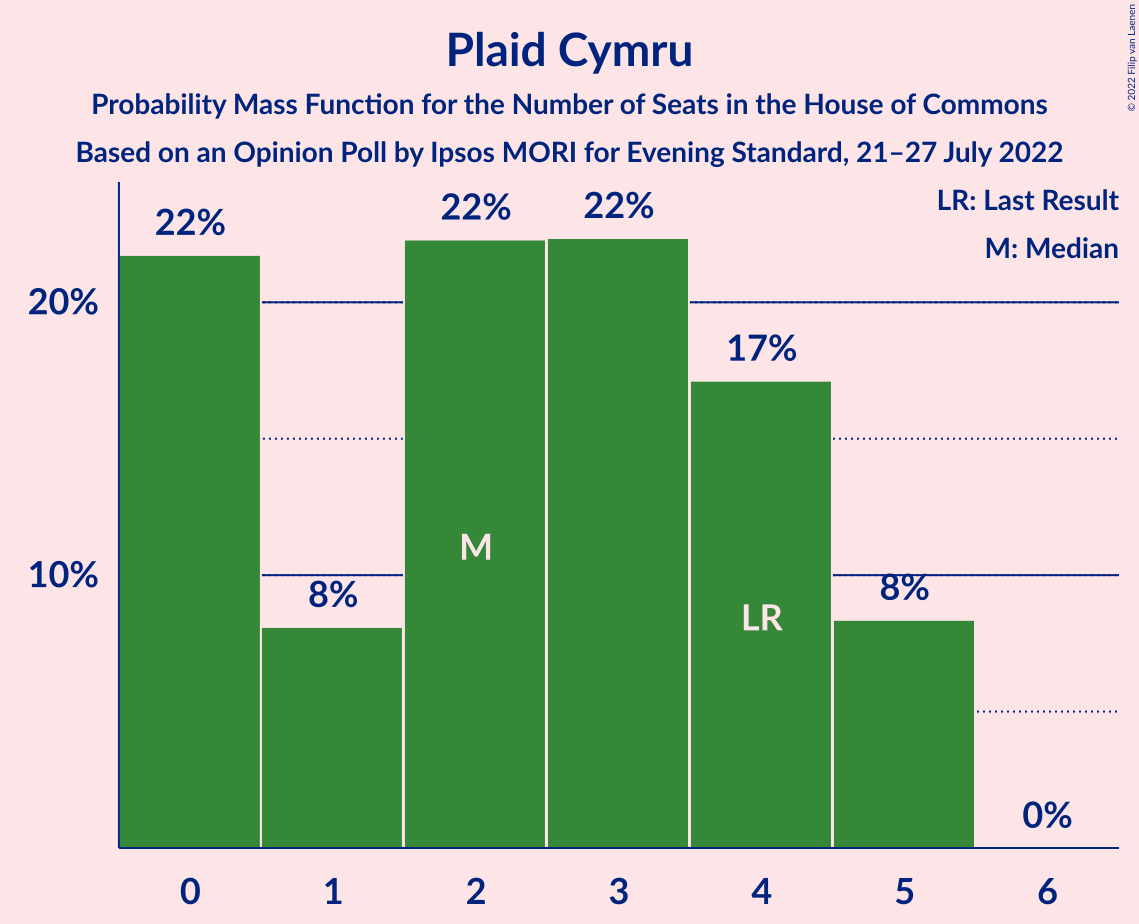 Plaid Cymru
Probability Mass Function for the Number of Seats in the House of Commons
Based on an Opinion Poll by Ipsos MORI for Evening Standard, 21–27 July 2022
© 2022 Filip van Laenen
LR: Last Result
M: Median
22%
22%
22%
20%
17%
M
10%
8%
8%
LR
0%
0
1
2
3
4
5
6